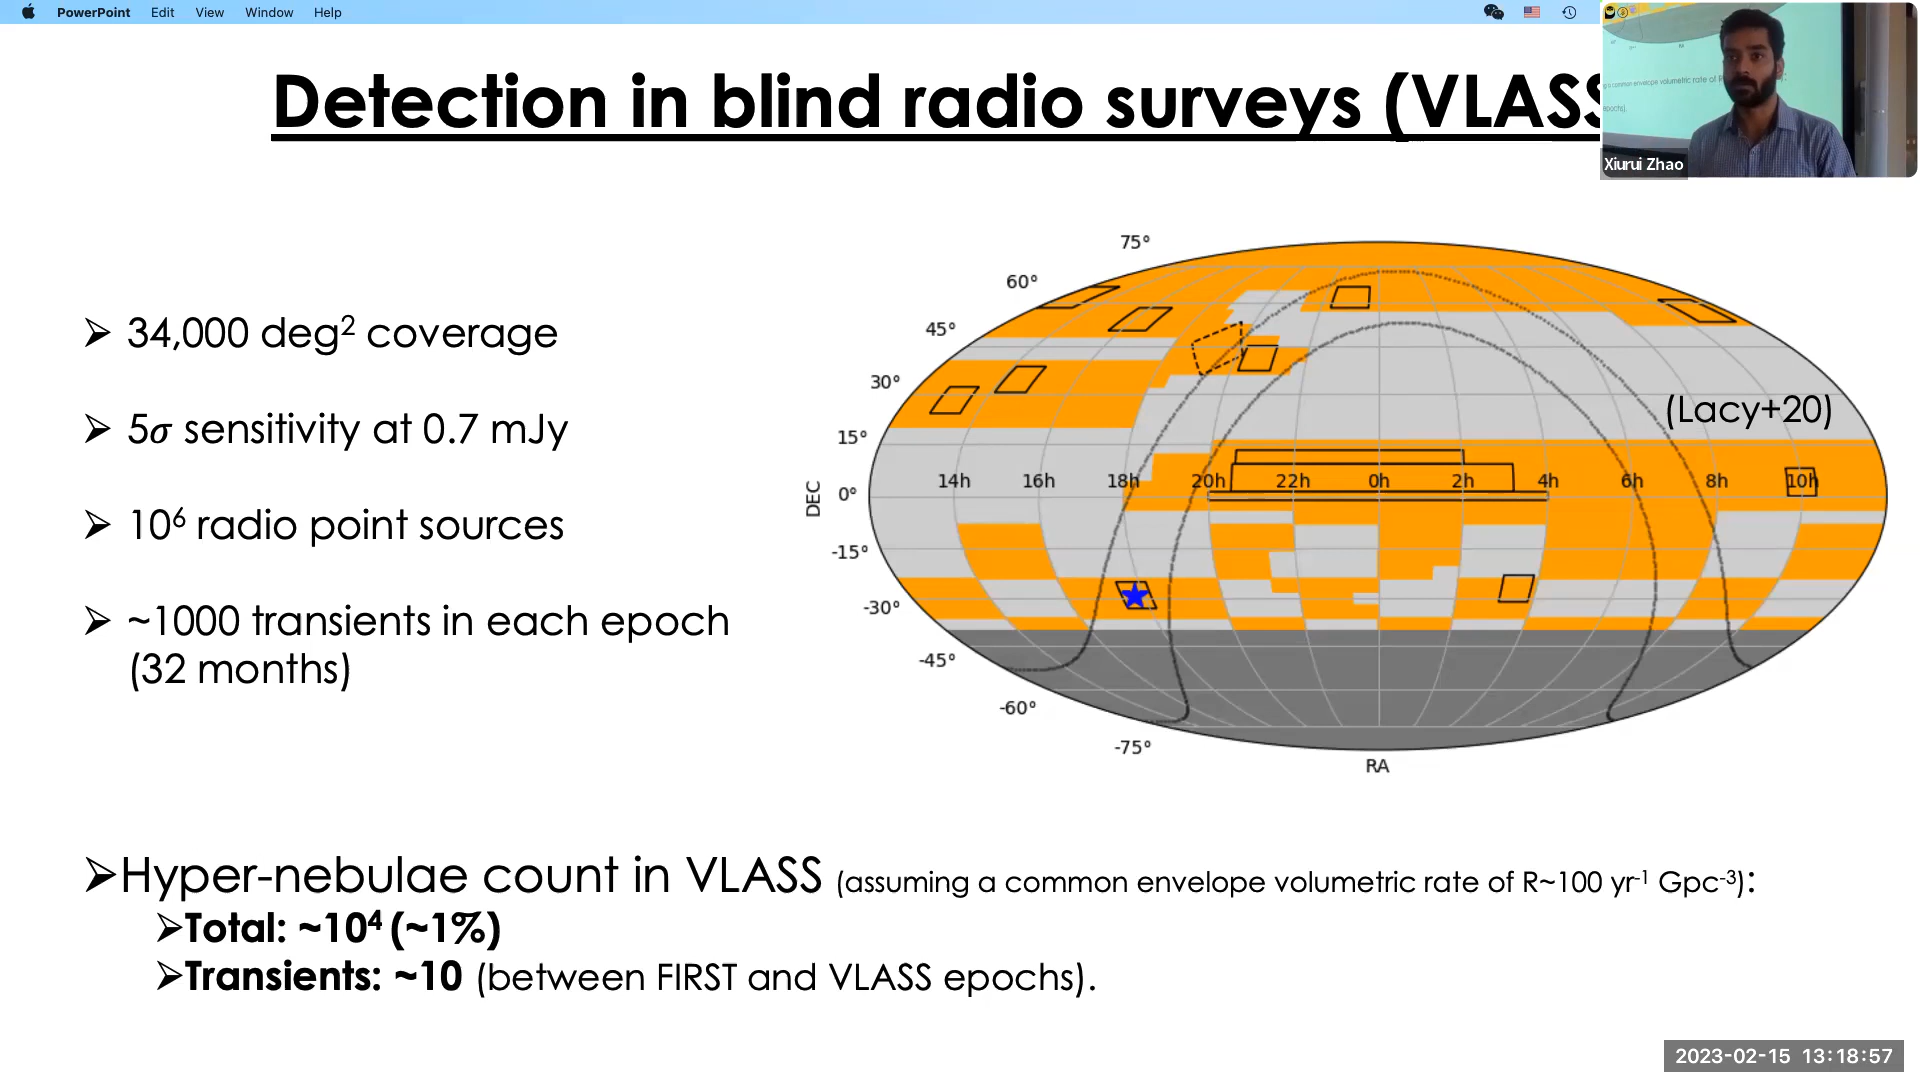 PowerPoint Edit View Window Help
Detection in blind radio surveys (VLASS
Xiurui Zhao
➢ 34,000 deg² coverage
➢ 5σ sensitivity at 0.7 mJy
➢ 10⁶ radio point sources
➢ ~1000 transients in each epoch
(32 months)
75°
60°
45°
30°
15°
0°
-15°
-30°
-45°
-60°
-75°
DEC
14h 16h 18h 20h 22h 0h 2h 4h 6h 8h 10h
RA
(Lacy+20)
➢Hyper-nebulae count in VLASS (assuming a common envelope volumetric rate of R~100 yr⁻¹ Gpc⁻³):
➢Total: ~10⁴ (~1%)
➢Transients: ~10 (between FIRST and VLASS epochs).
2023-02-15 13:18:57